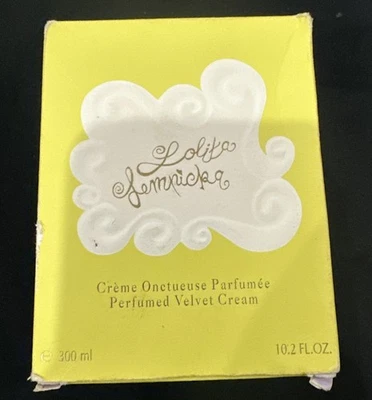 Lolita
Lempicka
Crème Onctueuse Parfumée
Perfumed Velvet Cream
℮ 300 ml 10.2 FL.OZ.